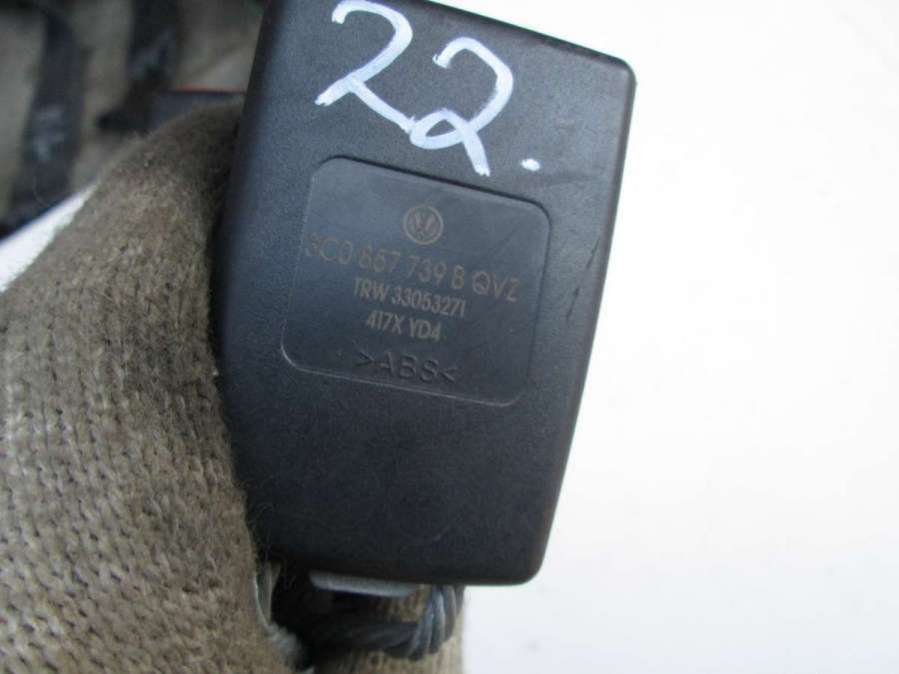 22.
3C0 857 739 B QVZ
TRW 33053271
417X YD4
>ABS<